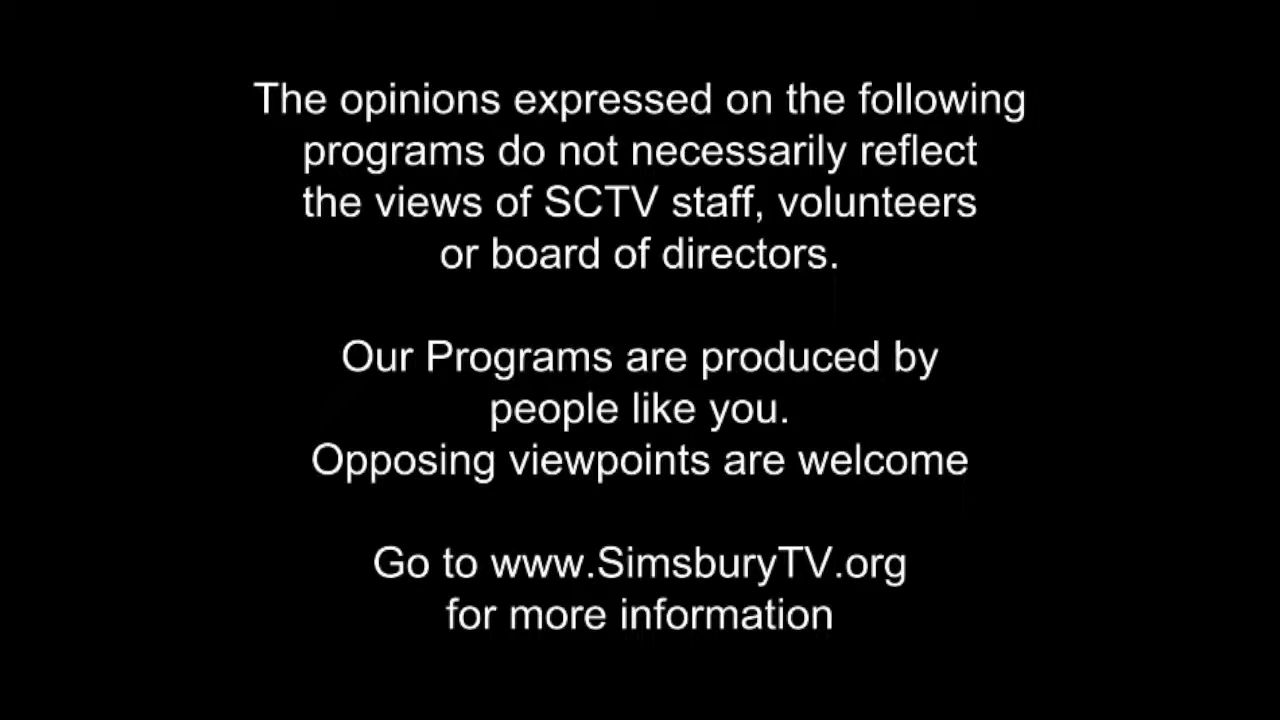 The opinions expressed on the following
programs do not necessarily reflect
the views of SCTV staff, volunteers
or board of directors.
Our Programs are produced by
people like you.
Opposing viewpoints are welcome
Go to www.SimsburyTV.org
for more information